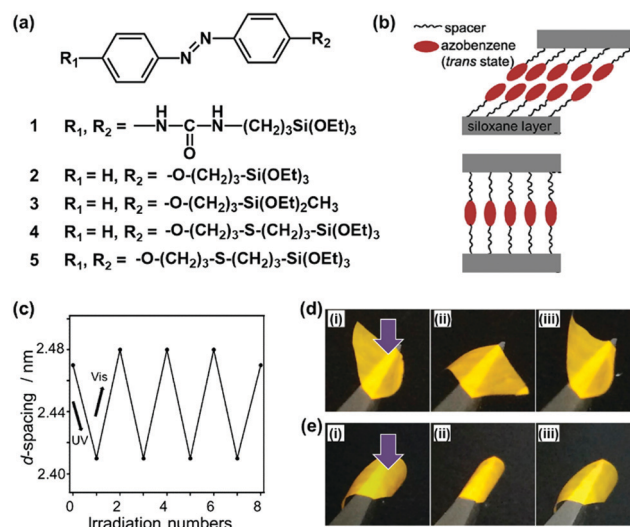 (a)
R₁
N
N
R₂
1 R₁, R₂ = H N C O H N (CH₂)₃Si(OEt)₃
2 R₁ = H, R₂ = -O-(CH₂)₃-Si(OEt)₃
3 R₁ = H, R₂ = -O-(CH₂)₃-Si(OEt)₂CH₃
4 R₁ = H, R₂ = -O-(CH₂)₃-S-(CH₂)₃-Si(OEt)₃
5 R₁, R₂ = -O-(CH₂)₃-S-(CH₂)₃-Si(OEt)₃
(b)
spacer
azobenzene
(trans state)
siloxane layer
(c)
d-spacing / nm
2.48
2.44
2.40
UV
Vis
0 2 4 6 8
Irradiation numbers
(d)
(i) (ii) (iii)
(e)
(i) (ii) (iii)